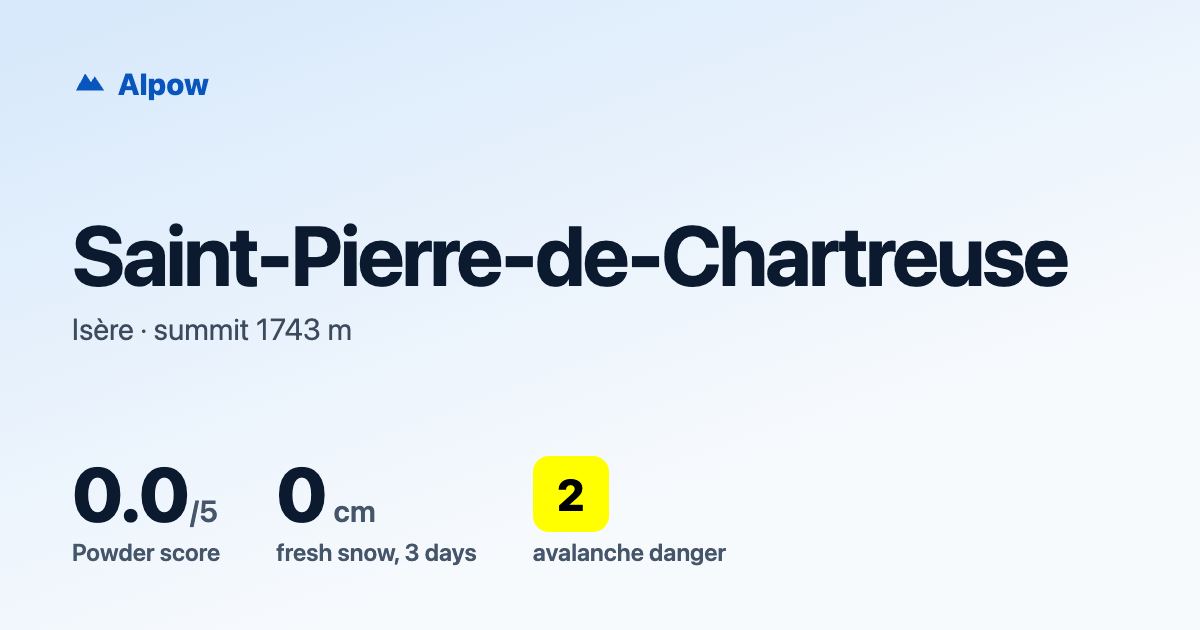 Alpow
Saint-Pierre-de-Chartreuse
Isère · summit 1743 m
0.0/5
Powder score
0 cm
fresh snow, 3 days
2
avalanche danger